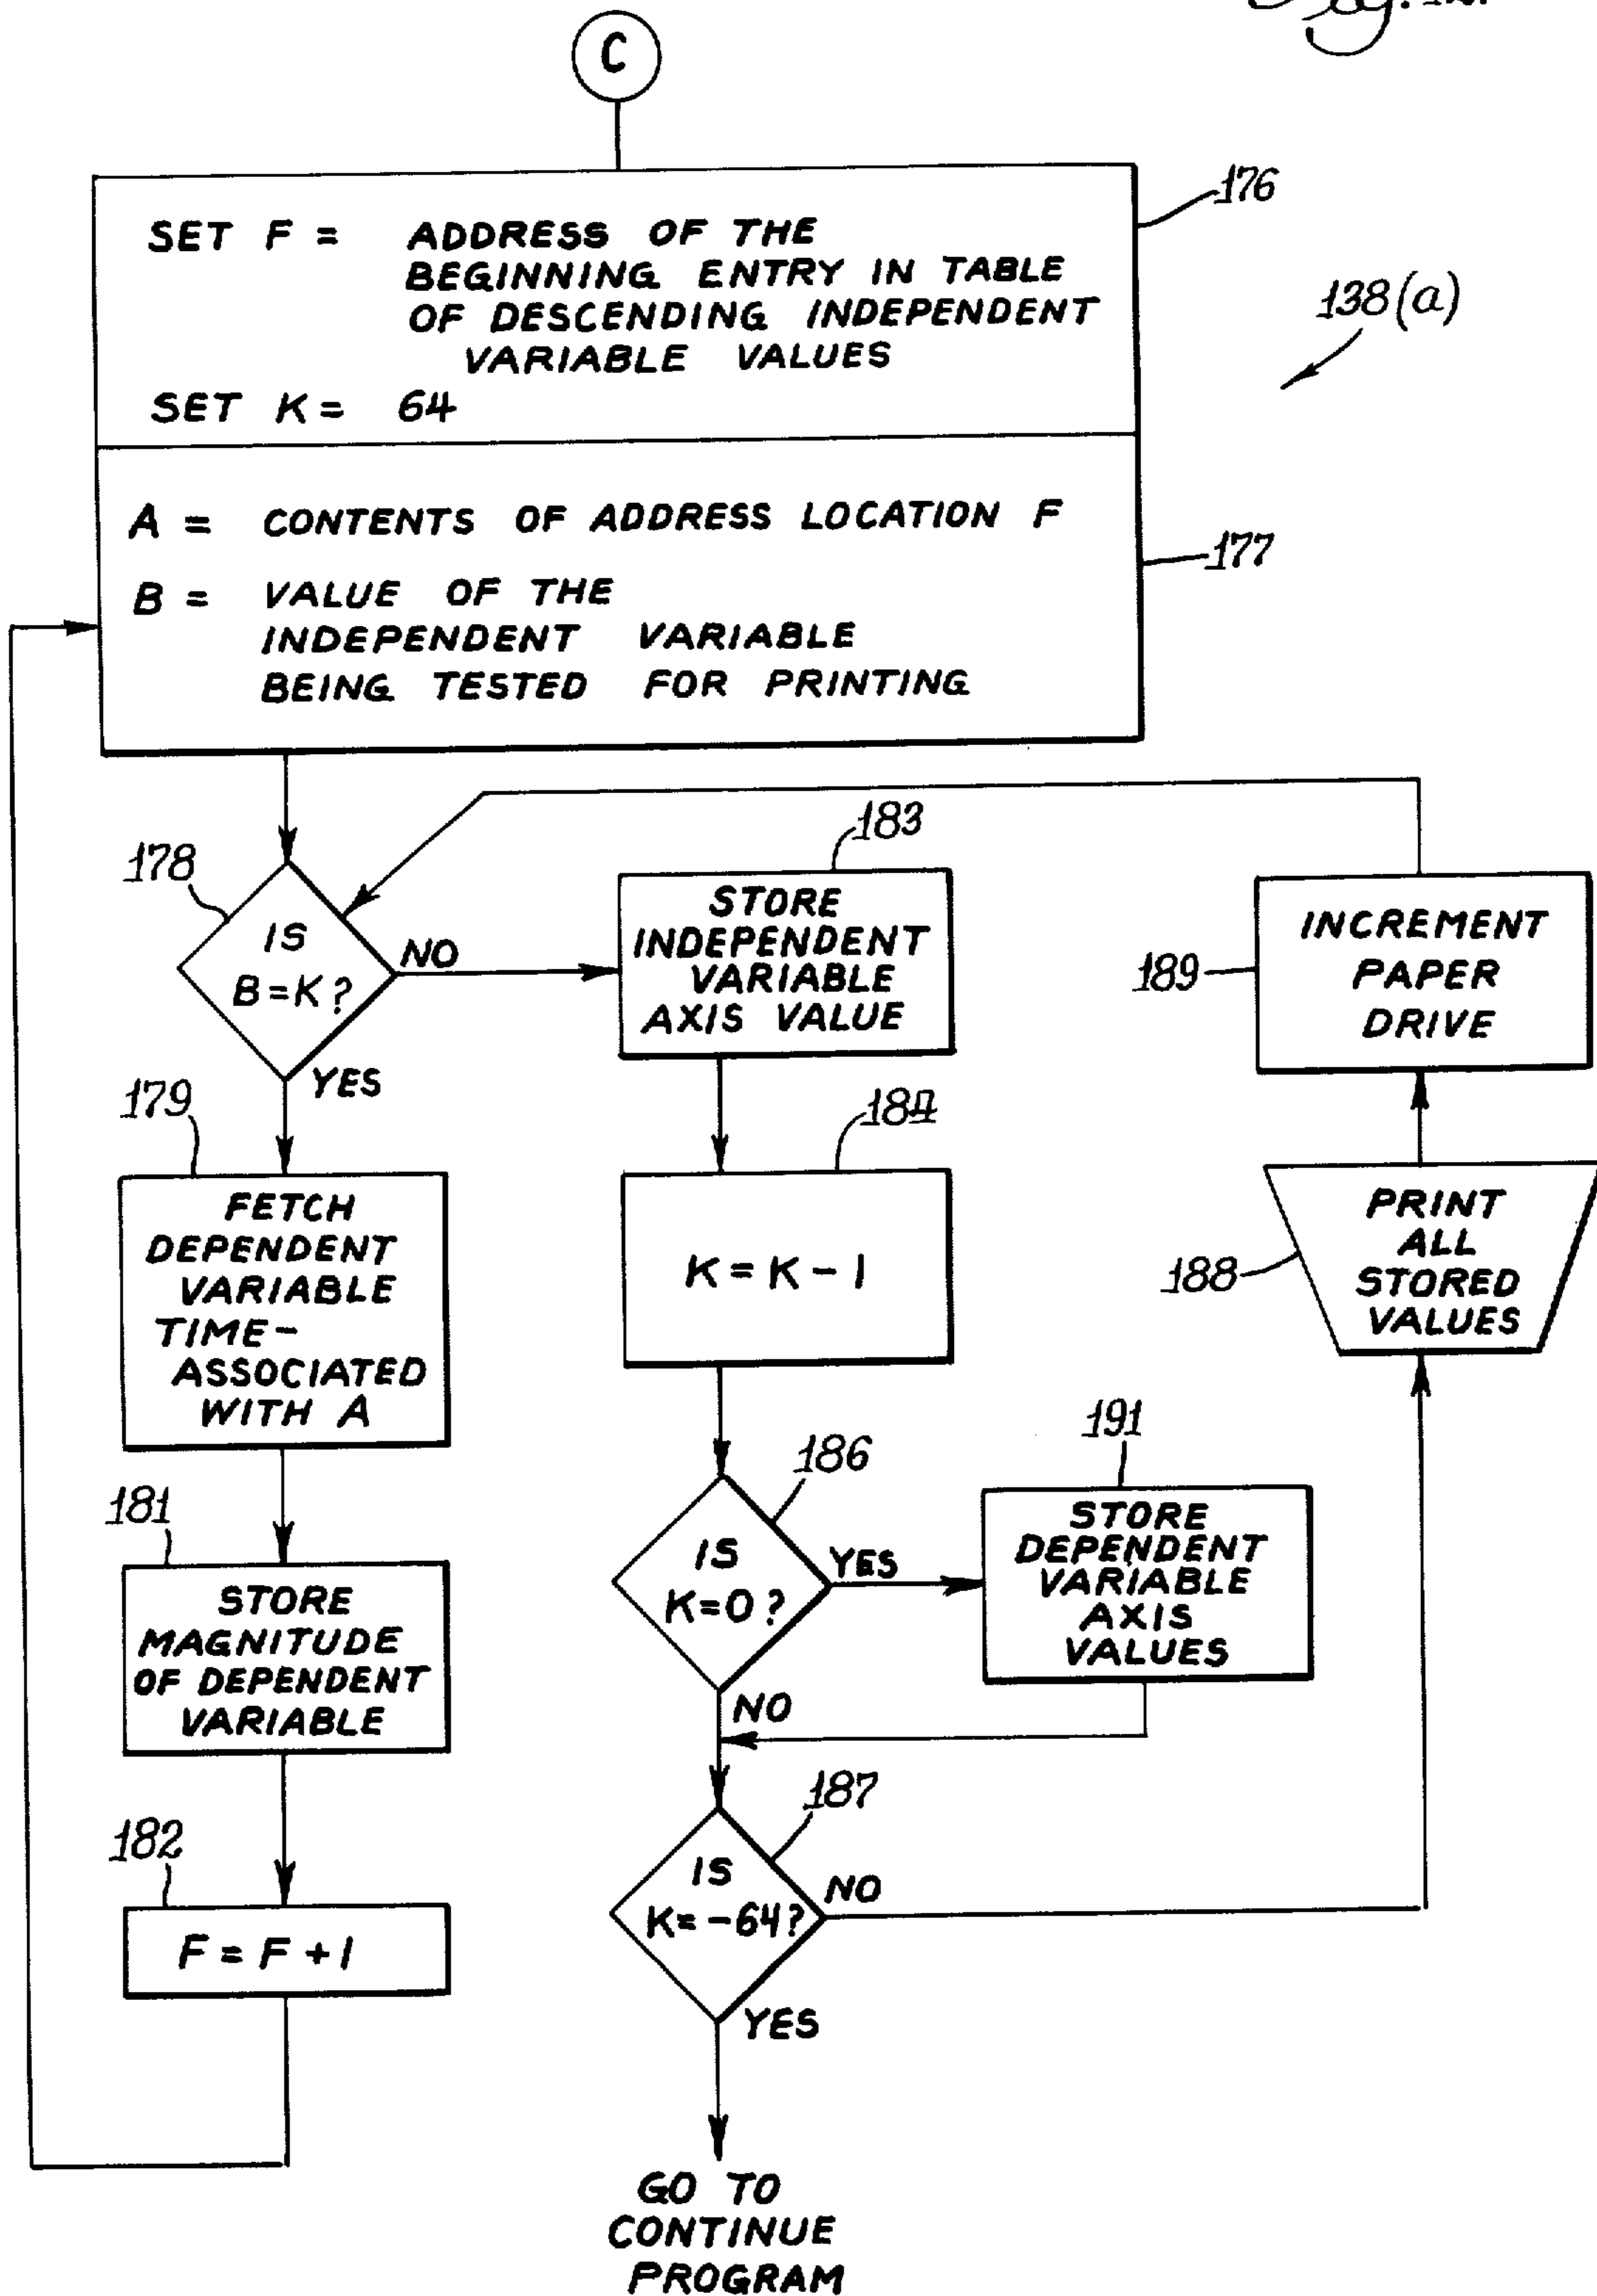 Fig. 12.
C
176
SET F = ADDRESS OF THE
BEGINNING ENTRY IN TABLE
OF DESCENDING INDEPENDENT
VARIABLE VALUES
SET K = 64
138(a)
A = CONTENTS OF ADDRESS LOCATION F
177
B = VALUE OF THE
INDEPENDENT VARIABLE
BEING TESTED FOR PRINTING
178
IS
B=K?
NO
YES
183
STORE
INDEPENDENT
VARIABLE
AXIS VALUE
189
INCREMENT
PAPER
DRIVE
179
FETCH
DEPENDENT
VARIABLE
TIME-
ASSOCIATED
WITH A
184
K = K - 1
188
PRINT
ALL
STORED
VALUES
181
STORE
MAGNITUDE
OF DEPENDENT
VARIABLE
186
IS
K=0?
YES
NO
191
STORE
DEPENDENT
VARIABLE
AXIS
VALUES
182
F = F + 1
187
IS
K=-64?
NO
YES
GO TO
CONTINUE
PROGRAM